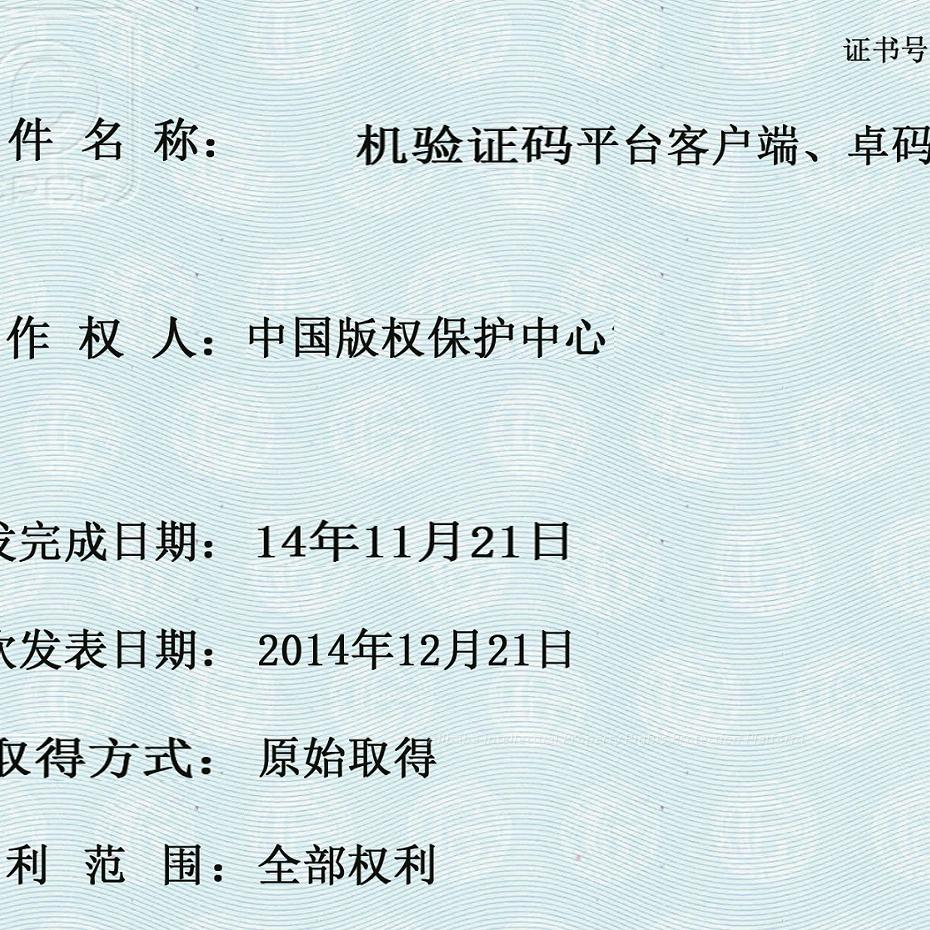 证书号
件名称： 机验证码平台客户端、卓码
作权人：中国版权保护中心
发完成日期： 14年11月21日
次发表日期： 2014年12月21日
取得方式： 原始取得
利范围： 全部权利